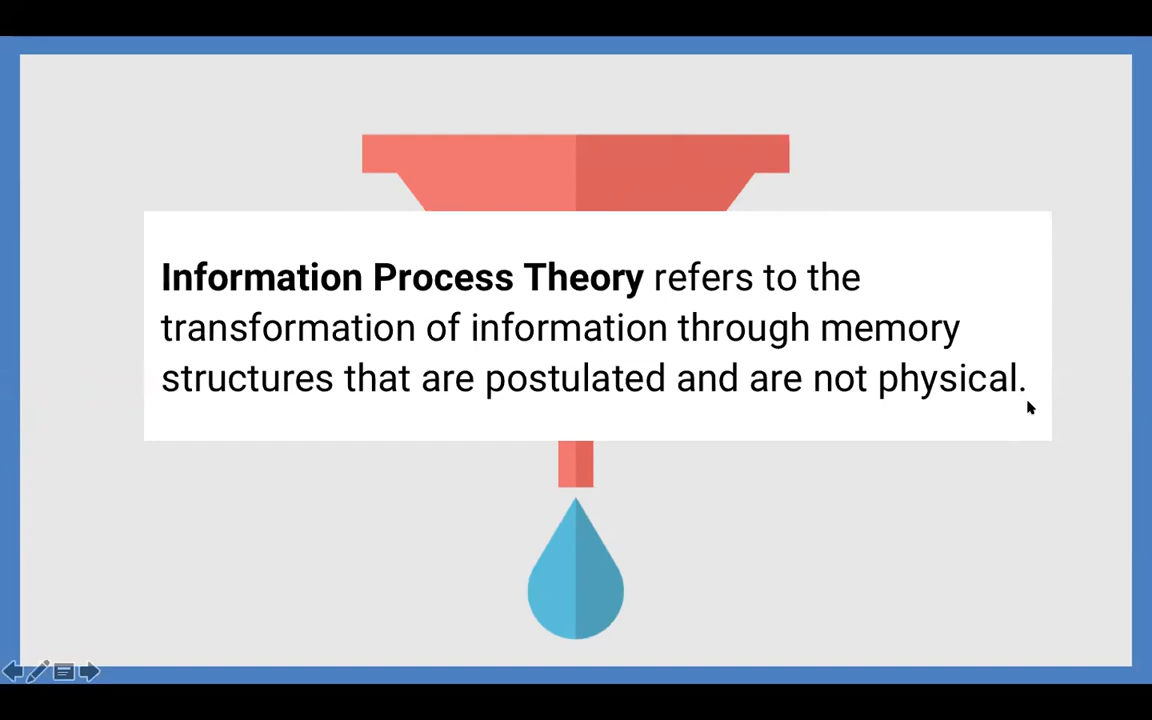 Information Process Theory refers to the
transformation of information through memory
structures that are postulated and are not physical.